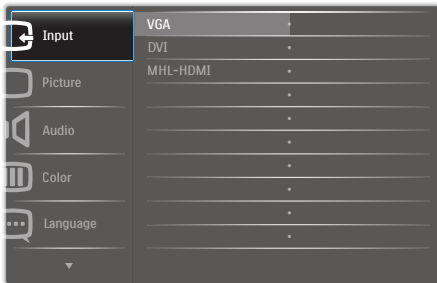 Input
Picture
Audio
Color
Language
VGA
DVI
MHL-HDMI